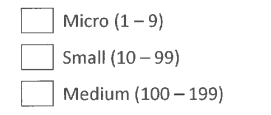 Micro (1 – 9)
Small (10 – 99)
Medium (100 – 199)